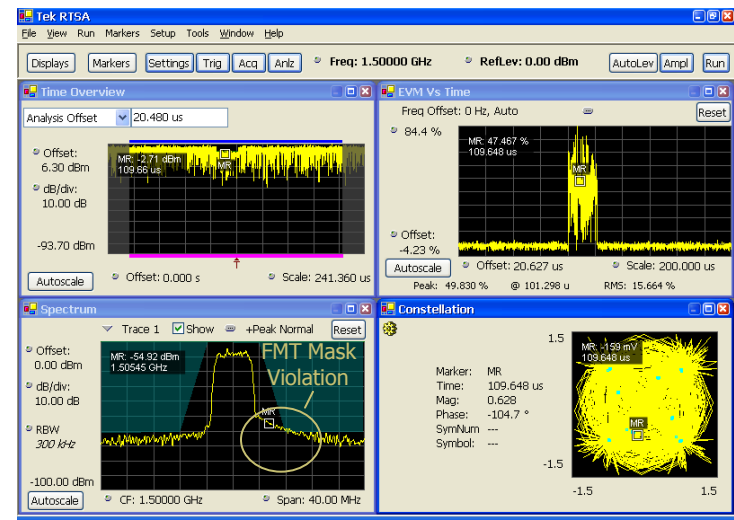 Tek RTSA
File View Run Markers Setup Tools Window Help
Displays Markers Settings Trig Acq Anlz Freq: 1.50000 GHz RefLev: 0.00 dBm AutoLev Ampl Run
Time Overview
Analysis Offset 20.480 us
Offset:
6.30 dBm
dB/div:
10.00 dB
-93.70 dBm
MR: -2.71 dBm
109.66 us
MR
Autoscale Offset: 0.000 s Scale: 241.360 us
EVM Vs Time
Freq Offset: 0 Hz, Auto Reset
84.4 %
MR: 47.467 %
109.648 us
MR
Offset:
-4.23 %
Autoscale Offset: 20.627 us Scale: 200.000 us
Peak: 49.830 % @ 101.298 u RMS: 15.664 %
Spectrum
Trace 1 Show +Peak Normal Reset
Offset:
0.00 dBm
dB/div:
10.00 dB
RBW
300 kHz
-100.00 dBm
MR: -54.92 dBm
1.50545 GHz
FMT Mask
Violation
MR
Autoscale CF: 1.50000 GHz Span: 40.00 MHz
Constellation
Marker: MR
Time: 109.648 us
Mag: 0.628
Phase: -104.7 °
SymNum ---
Symbol: ---
1.5
MR: -159 mV
109.648 us
MR
-1.5
-1.5 1.5